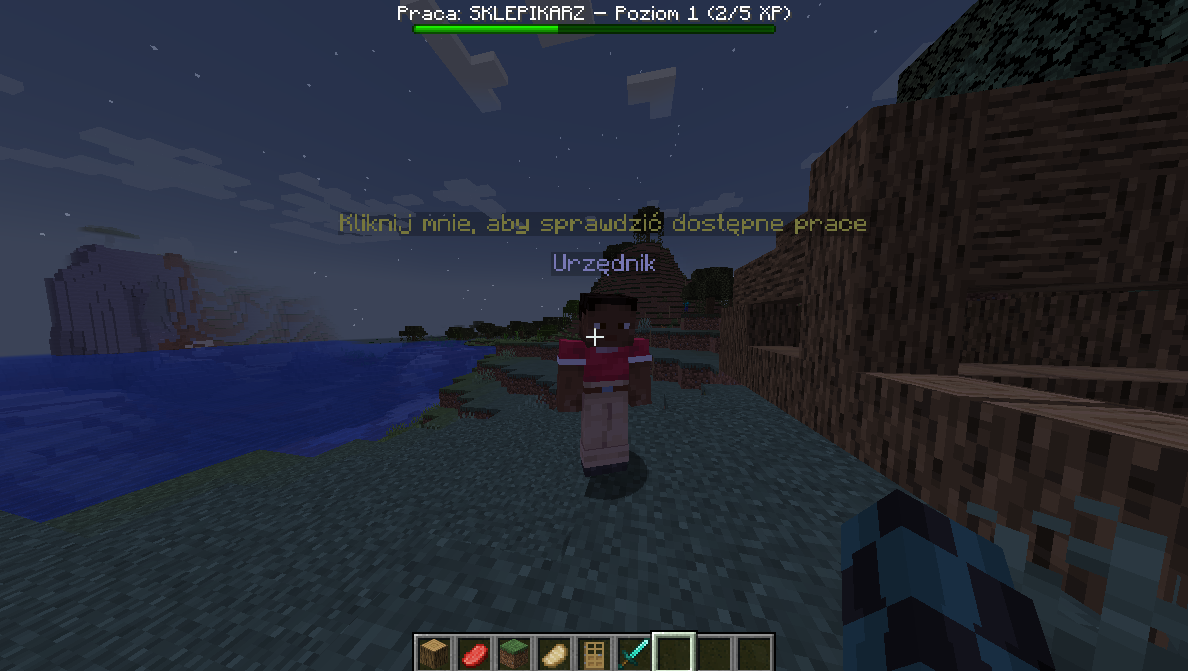 Praca: SKLEPIKARZ — Poziom 1 (2/5 XP)
Kliknij mnie, aby sprawdzić dostępne prace
Urzędnik